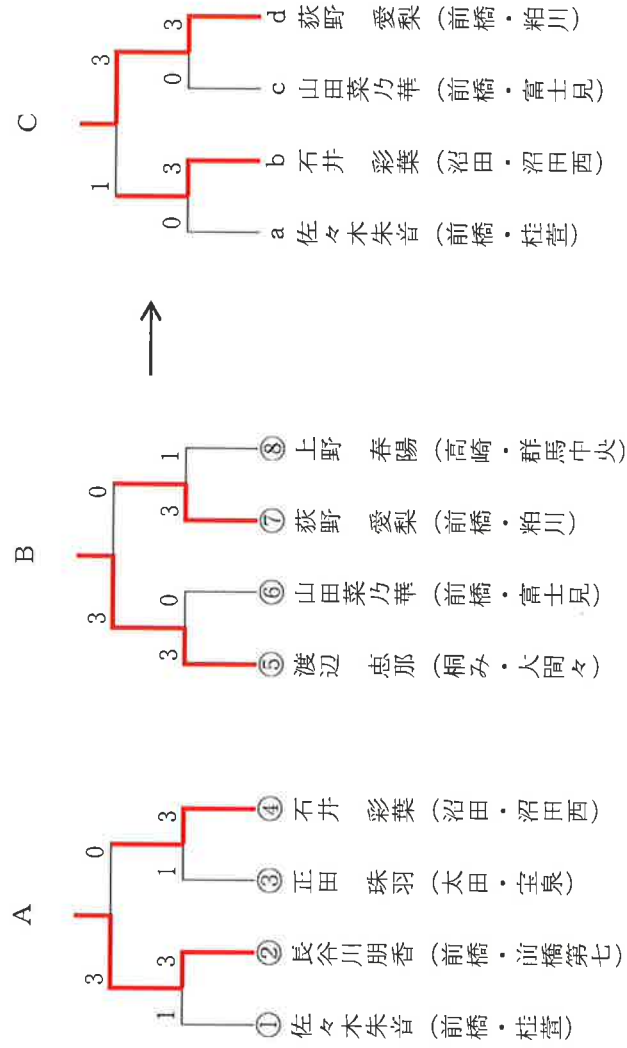 A
3 0
1 3 1 3
① 佐々木朱音 (前橋・桂萱)
② 長谷川朋香 (前橋・前橋第七)
③ 正田 珠羽 (太田・宝泉)
④ 石井 彩葉 (沼田・沼田西)
B
3 0
3 0 3 1
⑤ 渡辺 恵那 (桐み・大間々)
⑥ 山田菜乃華 (前橋・富士見)
⑦ 荻野 愛梨 (前橋・粕川)
⑧ 上野 春陽 (高崎・群馬中央)
→
C
1 3
0 3 0 3
a 佐々木朱音 (前橋・桂萱)
b 石井 彩葉 (沼田・沼田西)
c 山田菜乃華 (前橋・富士見)
d 荻野 愛梨 (前橋・粕川)